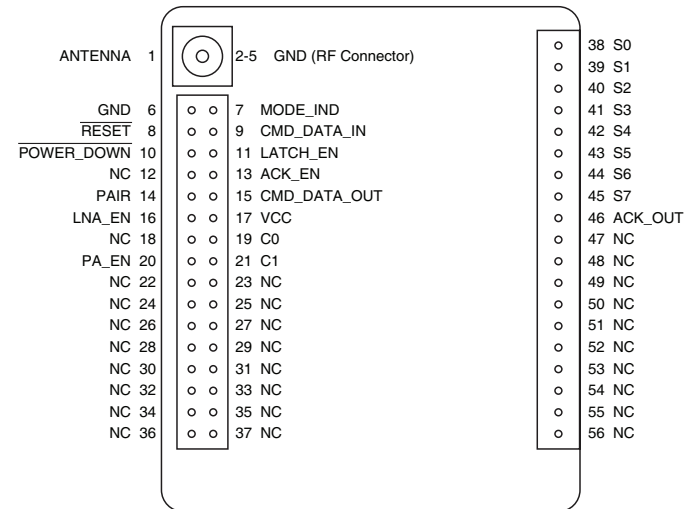 ANTENNA 1 2-5 GND (RF Connector) 38 S0
39 S1
40 S2
GND 6 7 MODE_IND 41 S3
RESET 8 9 CMD_DATA_IN 42 S4
POWER_DOWN 10 11 LATCH_EN 43 S5
NC 12 13 ACK_EN 44 S6
PAIR 14 15 CMD_DATA_OUT 45 S7
LNA_EN 16 17 VCC 46 ACK_OUT
NC 18 19 C0 47 NC
PA_EN 20 21 C1 48 NC
NC 22 23 NC 49 NC
NC 24 25 NC 50 NC
NC 26 27 NC 51 NC
NC 28 29 NC 52 NC
NC 30 31 NC 53 NC
NC 32 33 NC 54 NC
NC 34 35 NC 55 NC
NC 36 37 NC 56 NC